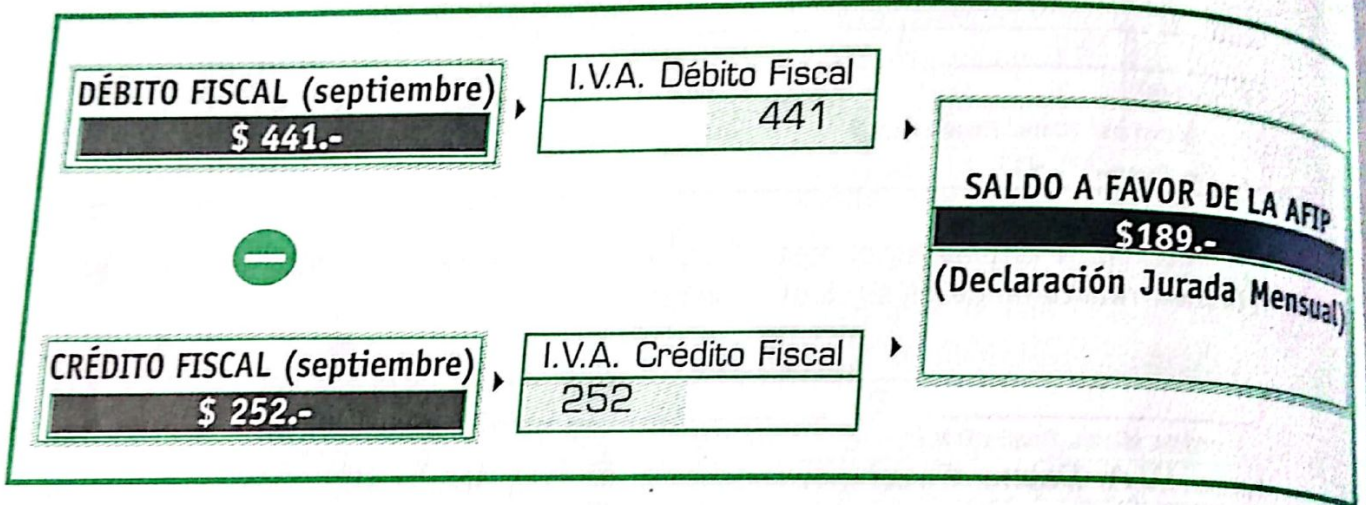 DÉBITO FISCAL (septiembre)
$ 441.-
I.V.A. Débito Fiscal
441
SALDO A FAVOR DE LA AFIP
$189.-
(Declaración Jurada Mensual)
CRÉDITO FISCAL (septiembre)
$ 252.-
I.V.A. Crédito Fiscal
252